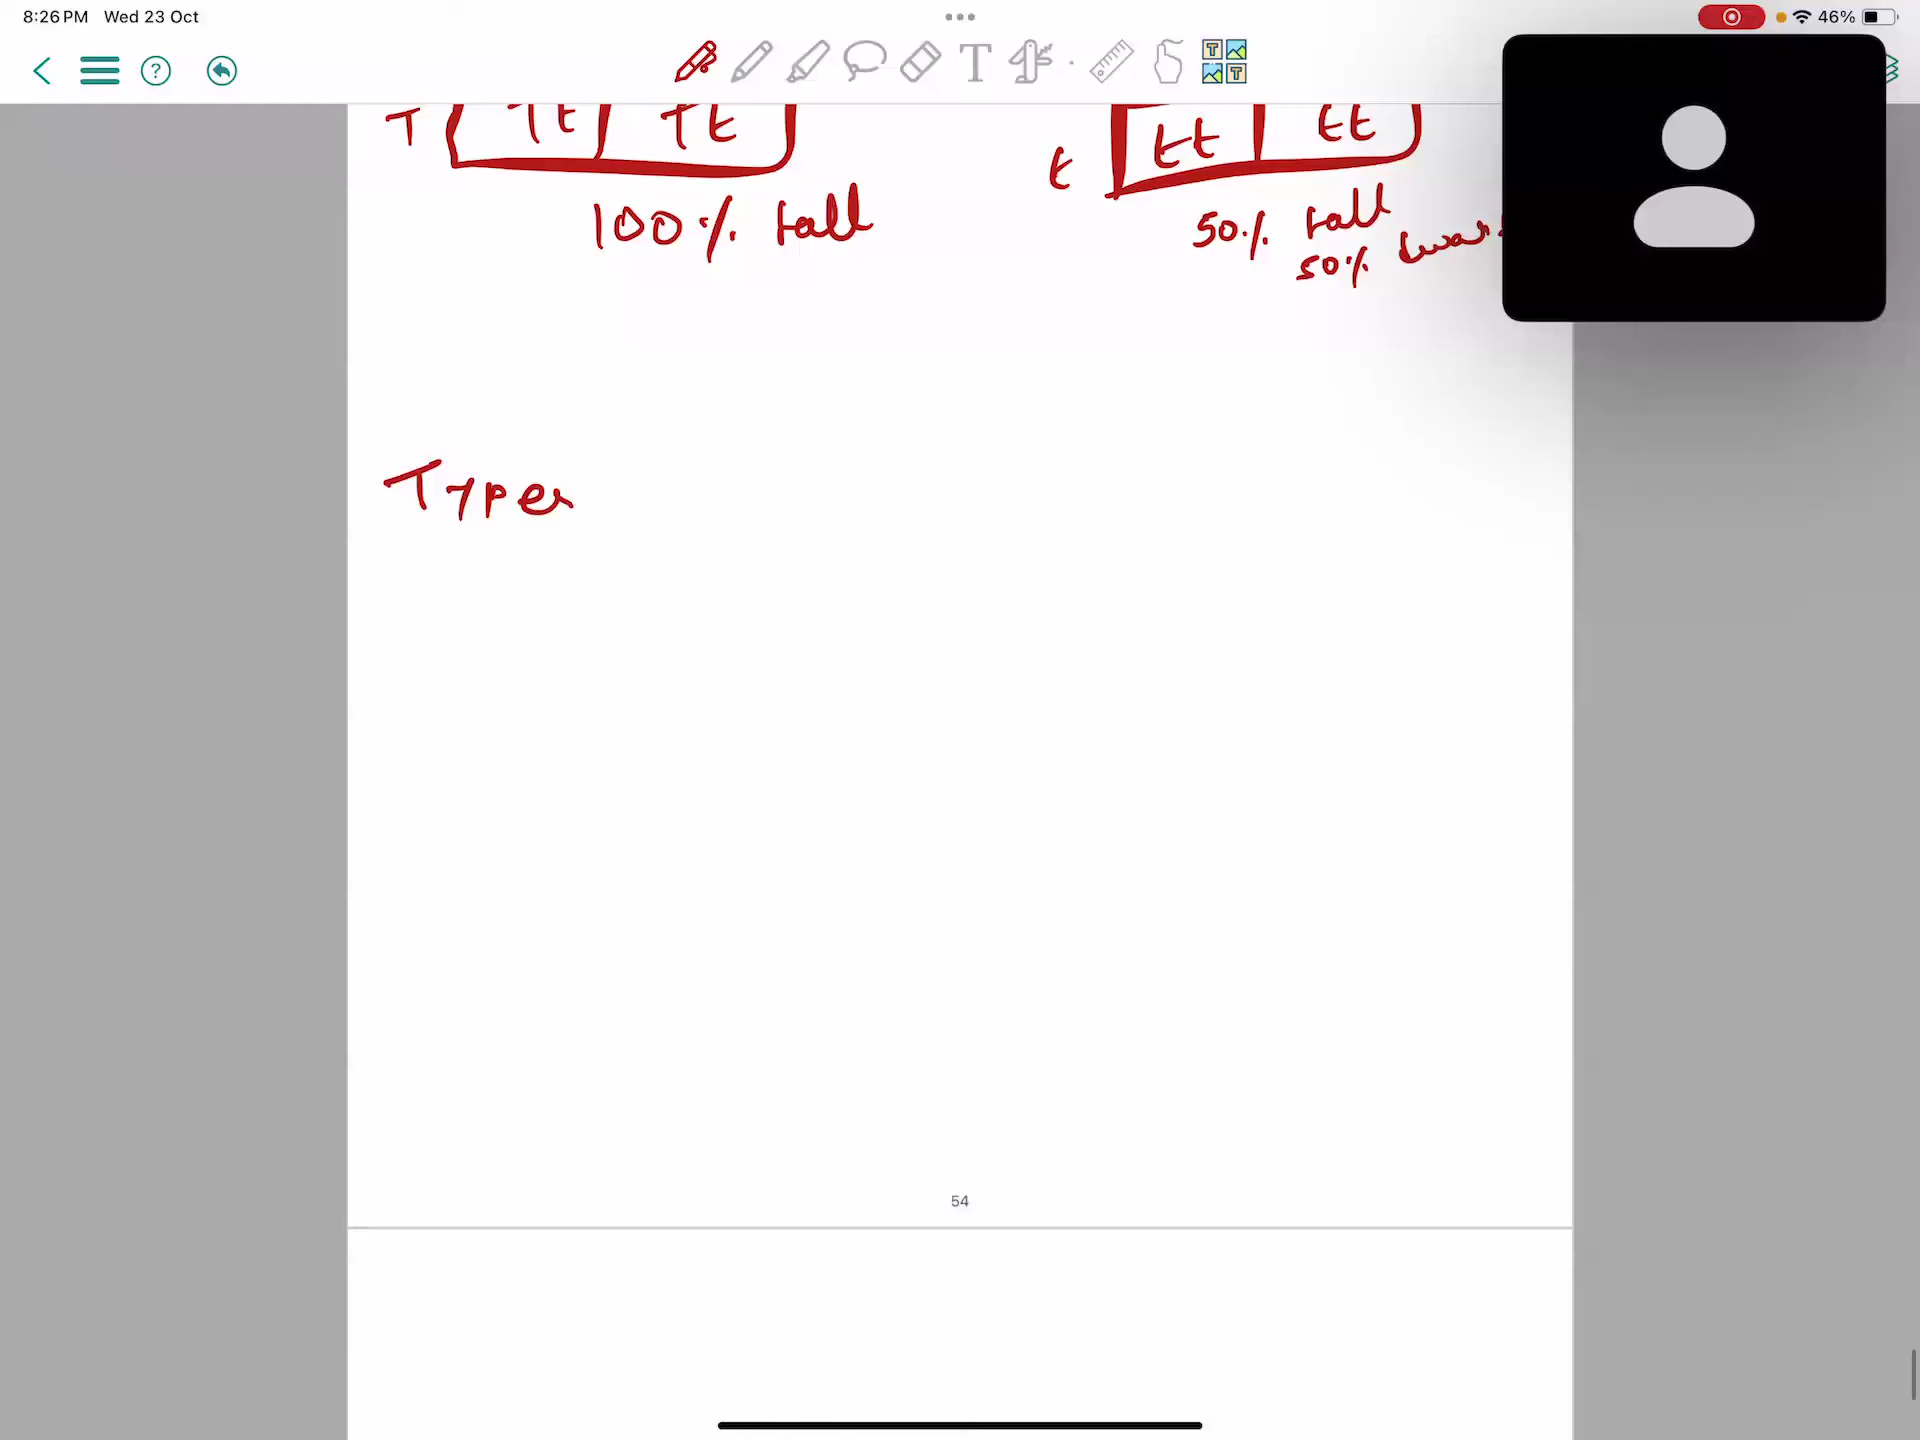 8:26 PM Wed 23 Oct
46%
T Tt Tt
t tt tt
100% tall
50% tall
50%
Types
54